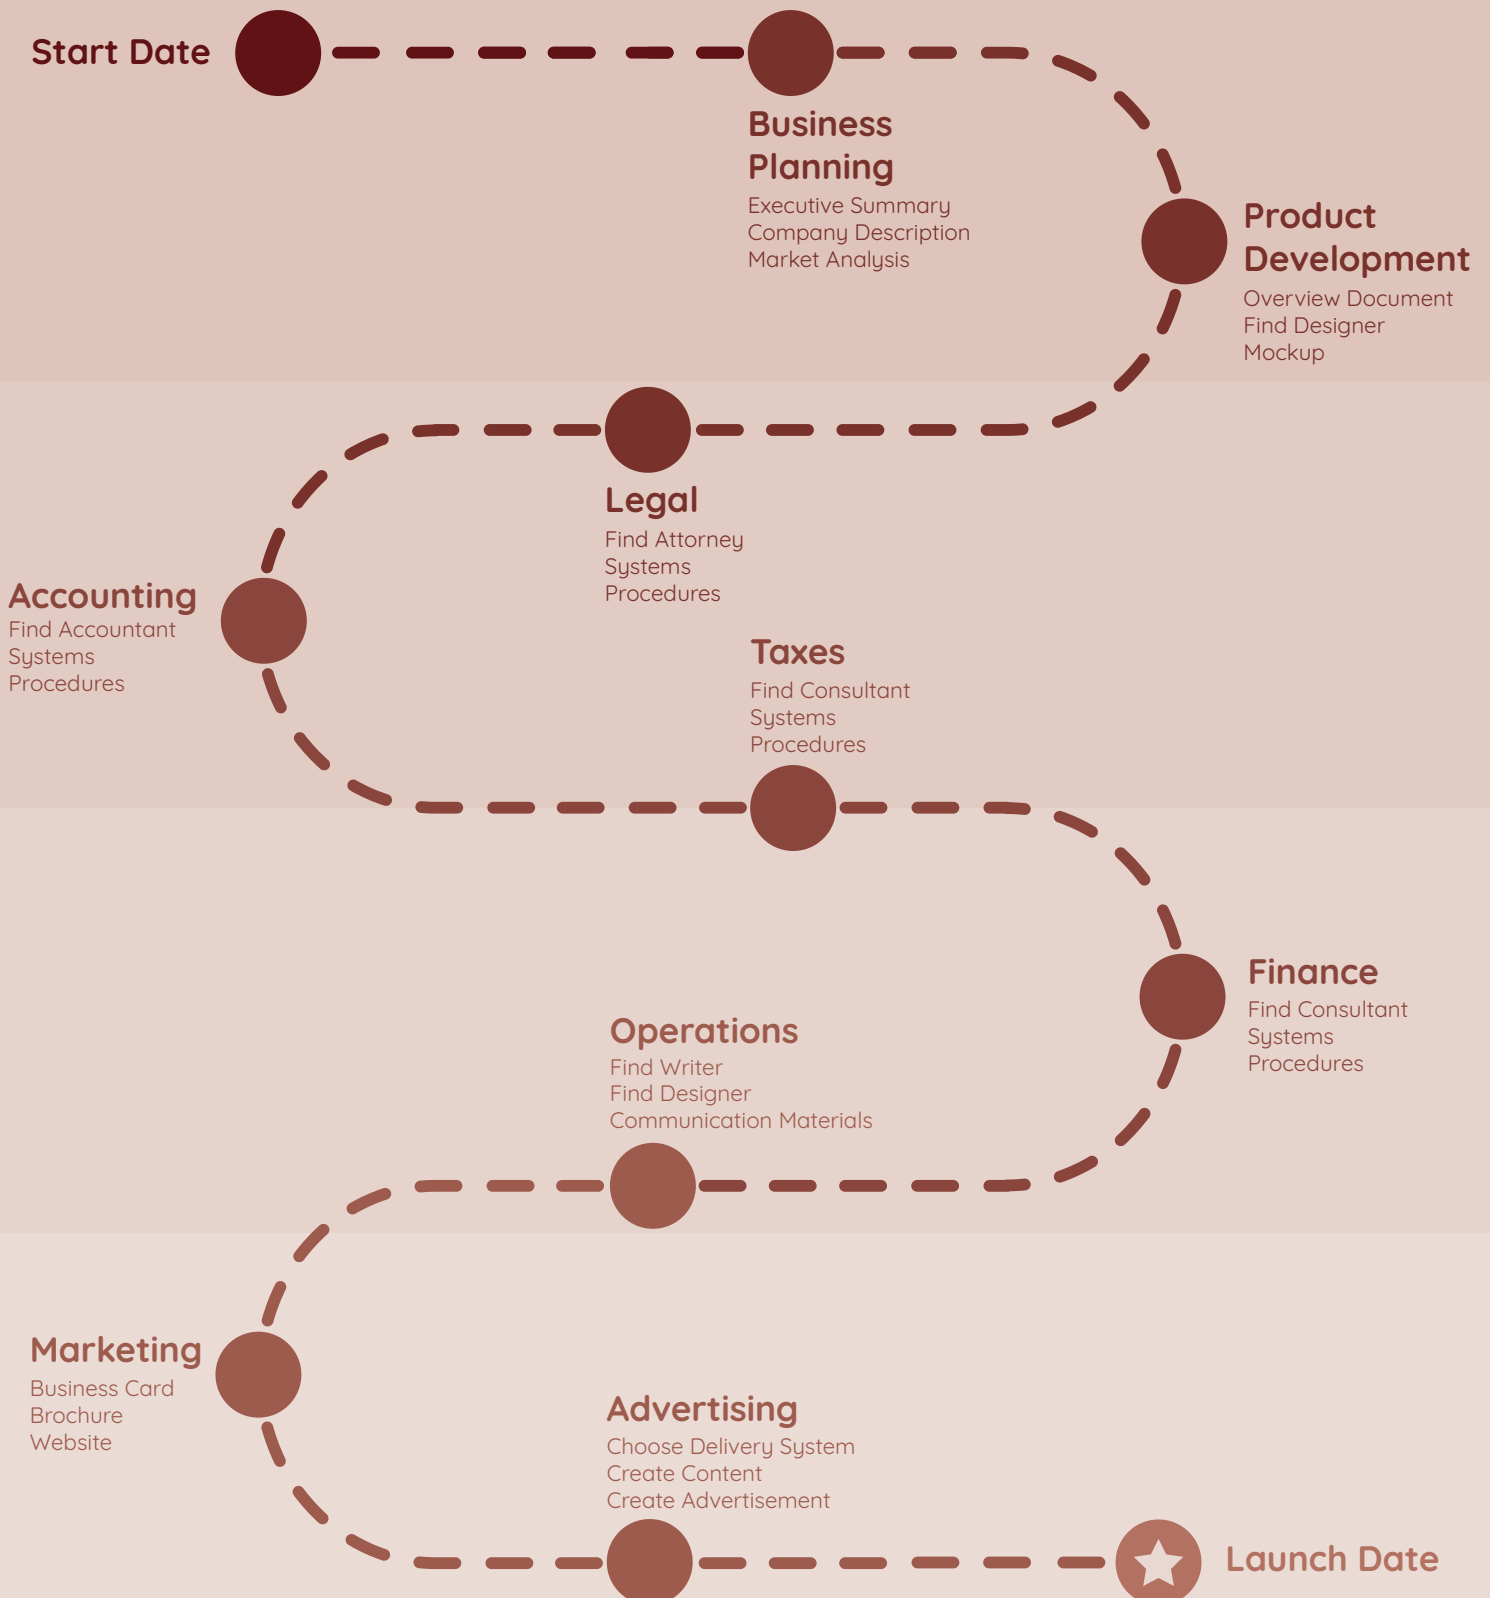 Start Date
Business
Planning
Executive Summary
Company Description
Market Analysis
Product
Development
Overview Document
Find Designer
Mockup
Legal
Find Attorney
Systems
Procedures
Accounting
Find Accountant
Systems
Procedures
Taxes
Find Consultant
Systems
Procedures
Finance
Find Consultant
Systems
Procedures
Operations
Find Writer
Find Designer
Communication Materials
Marketing
Business Card
Brochure
Website
Advertising
Choose Delivery System
Create Content
Create Advertisement
Launch Date